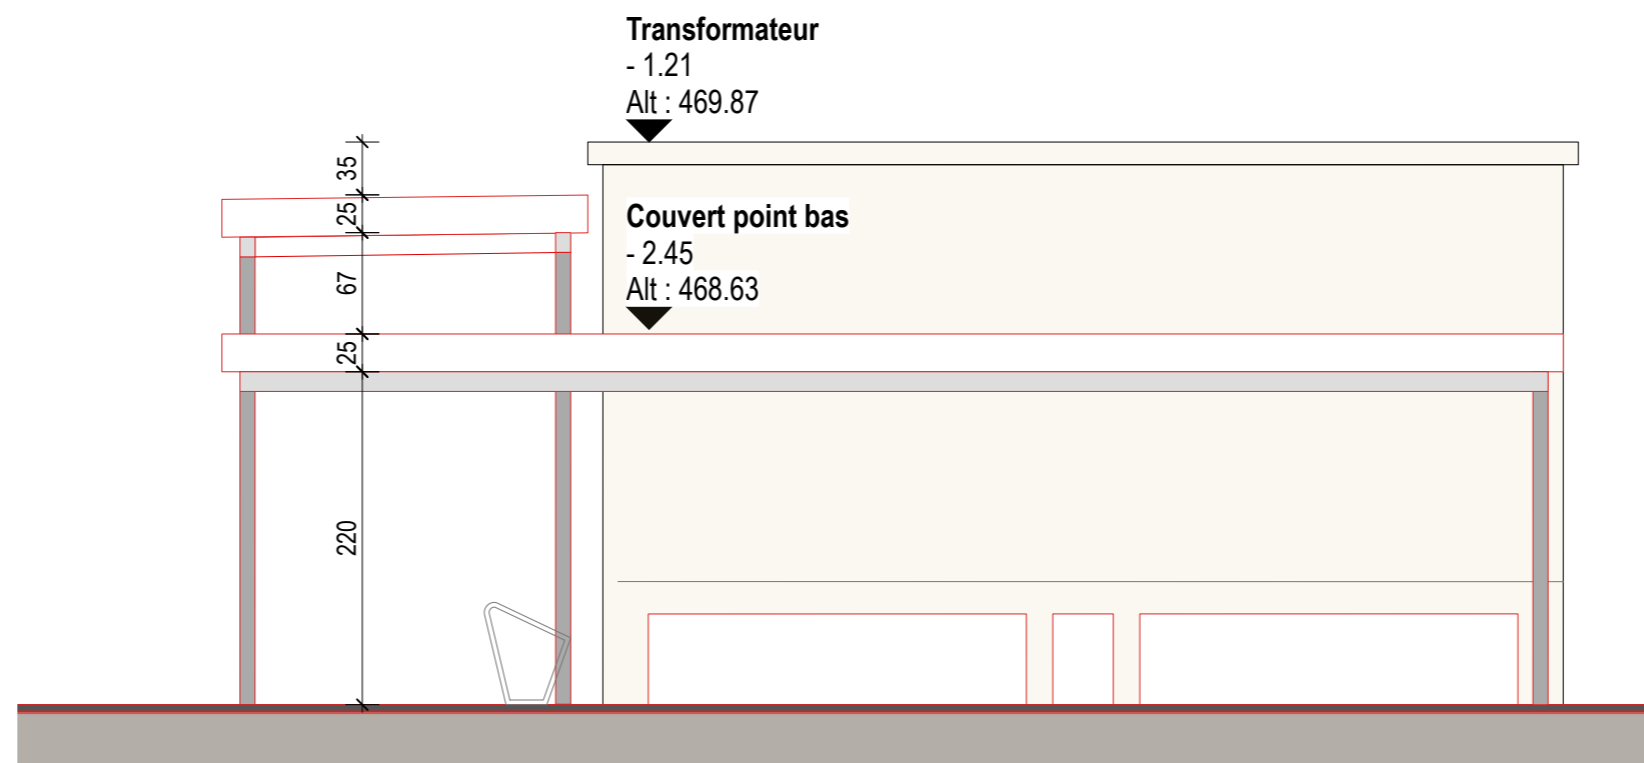 Transformateur
- 1.21
Alt : 469.87
35
25
Couvert point bas
- 2.45
Alt : 468.63
67
25
220